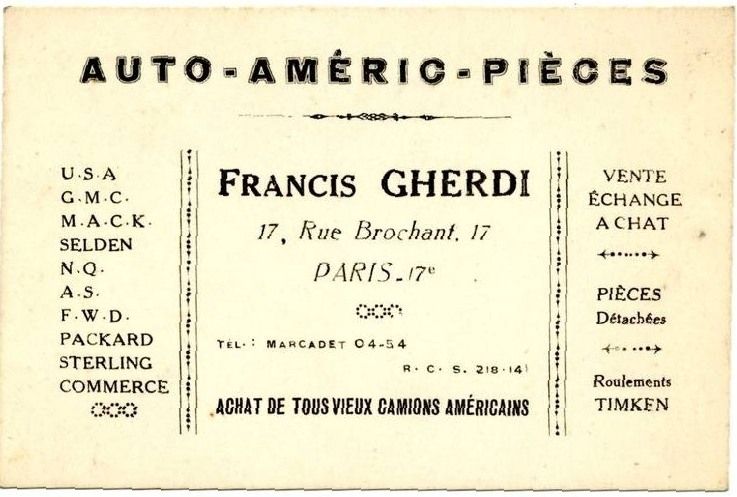 AUTO-AMÉRIC-PIÈCES
U.S.A
G.M.C.
M.A.C.K.
SELDEN
N.Q.
A.S.
F.W.D.
PACKARD
STERLING
COMMERCE
FRANCIS GHERDI
17, Rue Brochant, 17
PARIS-17e
TÉL.: MARCADET 04-54
R.C.S. 218.141
ACHAT DE TOUS VIEUX CAMIONS AMÉRICAINS
VENTE
ÉCHANGE
ACHAT
PIÈCES
Détachées
Roulements
TIMKEN